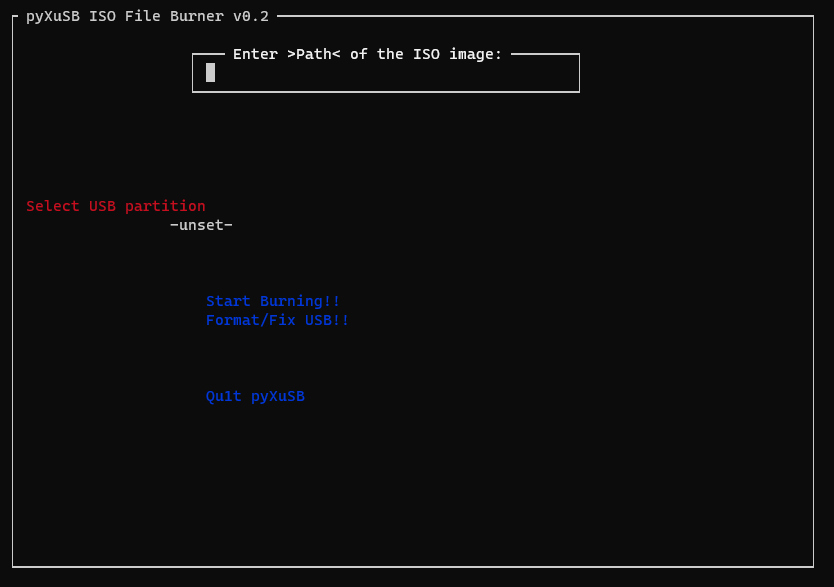 pyXuSB ISO File Burner v0.2
Enter >Path< of the ISO image:
Select USB partition
-unset-
Start Burning!!
Format/Fix USB!!
Qu1t pyXuSB